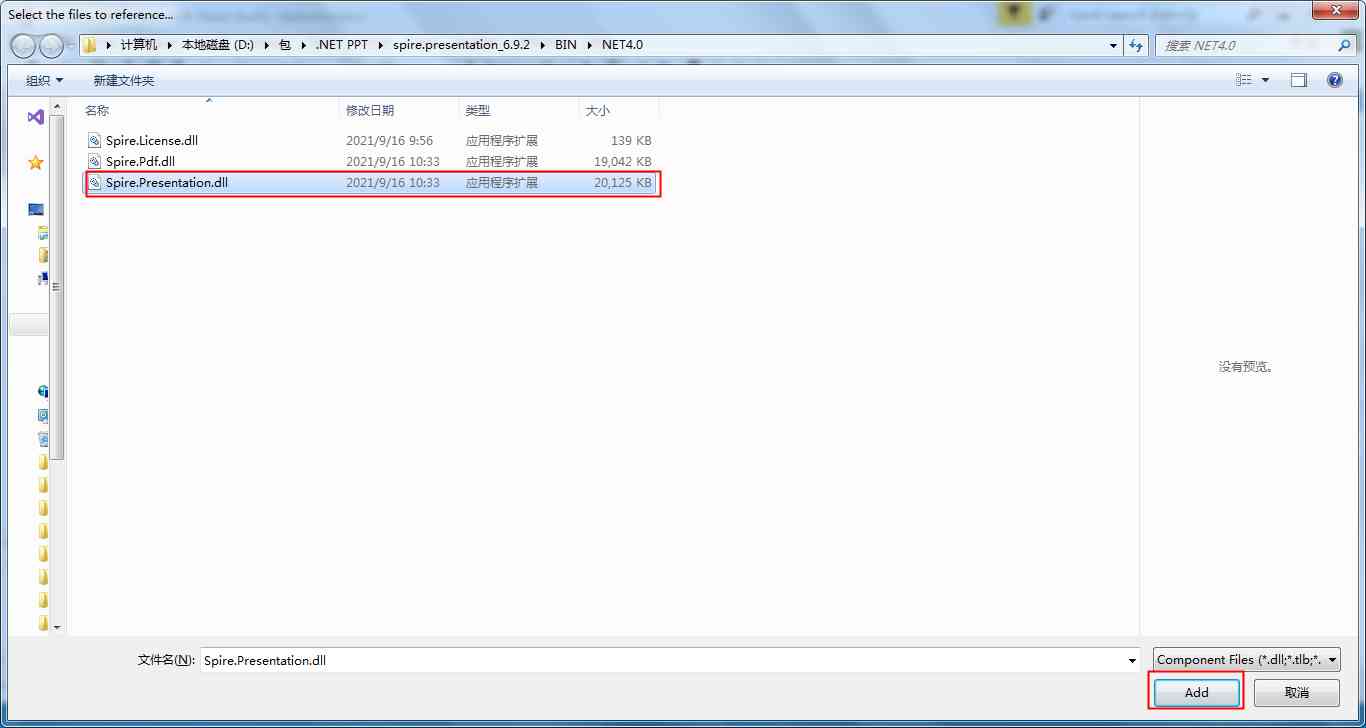 Select the files to reference...
计算机 本地磁盘 (D:) 包 .NET PPT spire.presentation_6.9.2 BIN NET4.0 搜索 NET4.0
组织 新建文件夹
名称 修改日期 类型 大小
Spire.License.dll 2021/9/16 9:56 应用程序扩展 139 KB
Spire.Pdf.dll 2021/9/16 10:33 应用程序扩展 19,042 KB
Spire.Presentation.dll 2021/9/16 10:33 应用程序扩展 20,125 KB
没有预览。
文件名(N): Spire.Presentation.dll Component Files (*.dll;*.tlb;*.
Add 取消